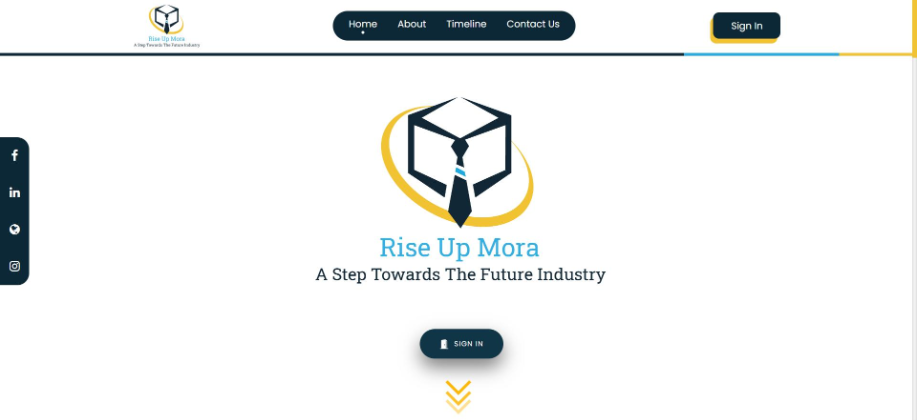 Rise Up Mora
A Step Towards The Future Industry
Home About Timeline Contact Us
Sign In
Rise Up Mora
A Step Towards The Future Industry
SIGN IN